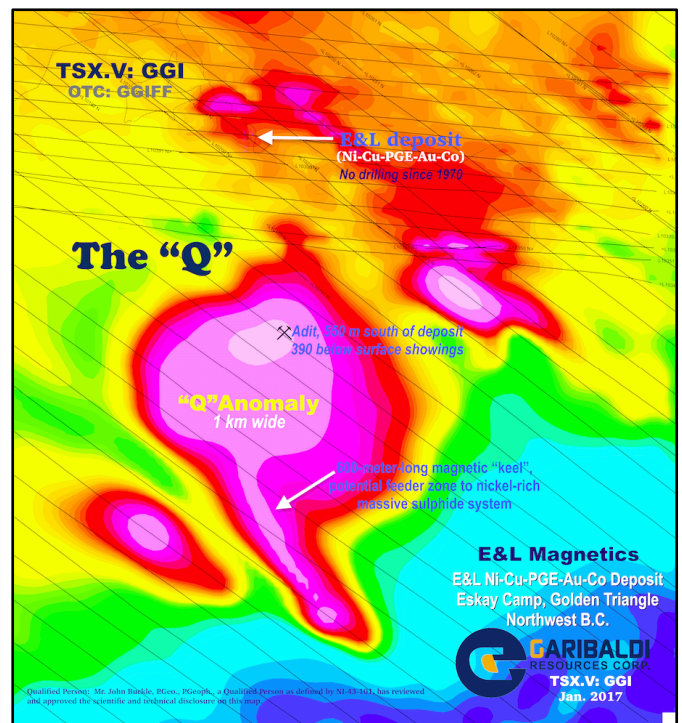 TSX.V: GGI
OTC: GGIFF
E&L deposit
(Ni-Cu-PGE-Au-Co)
No drilling since 1970
The “Q”
Adit, 550 m south of deposit
390 below surface showings
“Q”Anomaly
1 km wide
600-meter-long magnetic “keel”,
potential feeder zone to nickel-rich
massive sulphide system
E&L Magnetics
E&L Ni-Cu-PGE-Au-Co Deposit
Eskay Camp, Golden Triangle
Northwest B.C.
GARIBALDI
RESOURCES CORP.
TSX.V: GGI
Jan. 2017
Qualified Person: Mr. John Buckle, P.Geo., P.Geoph., a Qualified Person as defined by NI-43-101, has reviewed
and approved the scientific and technical disclosure on this map.